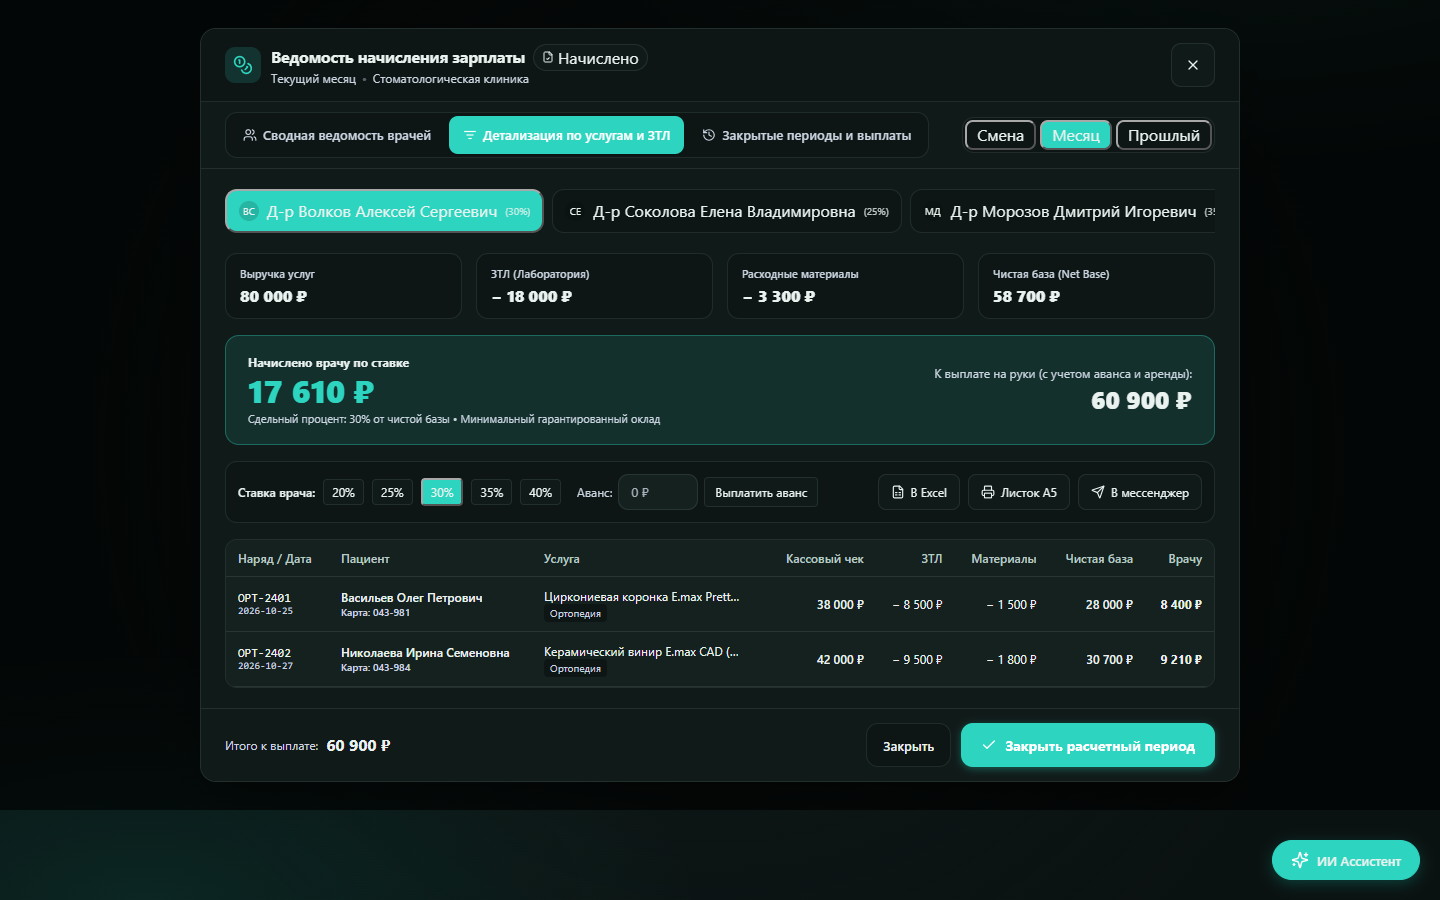 Ведомость начисления зарплаты
Начислено
Текущий месяц • Стоматологическая клиника
Сводная ведомость врачей
Детализация по услугам и ЗТЛ
Закрытые периоды и выплаты
Смена
Месяц
Прошлый
ВС Д-р Волков Алексей Сергеевич (30%)
СЕ Д-р Соколова Елена Владимировна (25%)
МД Д-р Морозов Дмитрий Игоревич
Выручка услуг
80 000 ₽
ЗТЛ (Лаборатория)
− 18 000 ₽
Расходные материалы
− 3 300 ₽
Чистая база (Net Base)
58 700 ₽
Начислено врачу по ставке
17 610 ₽
Сдельный процент: 30% от чистой базы • Минимальный гарантированный оклад
К выплате на руки (с учетом аванса и аренды):
60 900 ₽
Ставка врача: 20% 25% 30% 35% 40% Аванс: 0 ₽ Выплатить аванс
В Excel
Листок А5
В мессенджер
Наряд / Дата Пациент Услуга Кассовый чек ЗТЛ Материалы Чистая база Врачу
ОРТ-2401 Васильев Олег Петрович Циркониевая коронка E.max Prett... 38 000 ₽ − 8 500 ₽ − 1 500 ₽ 28 000 ₽ 8 400 ₽
2026-10-25 Карта: 043-981 Ортопедия
ОРТ-2402 Николаева Ирина Семеновна Керамический винир E.max CAD (... 42 000 ₽ − 9 500 ₽ − 1 800 ₽ 30 700 ₽ 9 210 ₽
2026-10-27 Карта: 043-984 Ортопедия
Итого к выплате: 60 900 ₽
Закрыть
Закрыть расчетный период
ИИ Ассистент